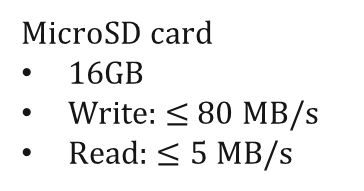 MicroSD card
• 16GB
• Write: ≤ 80 MB/s
• Read: ≤ 5 MB/s